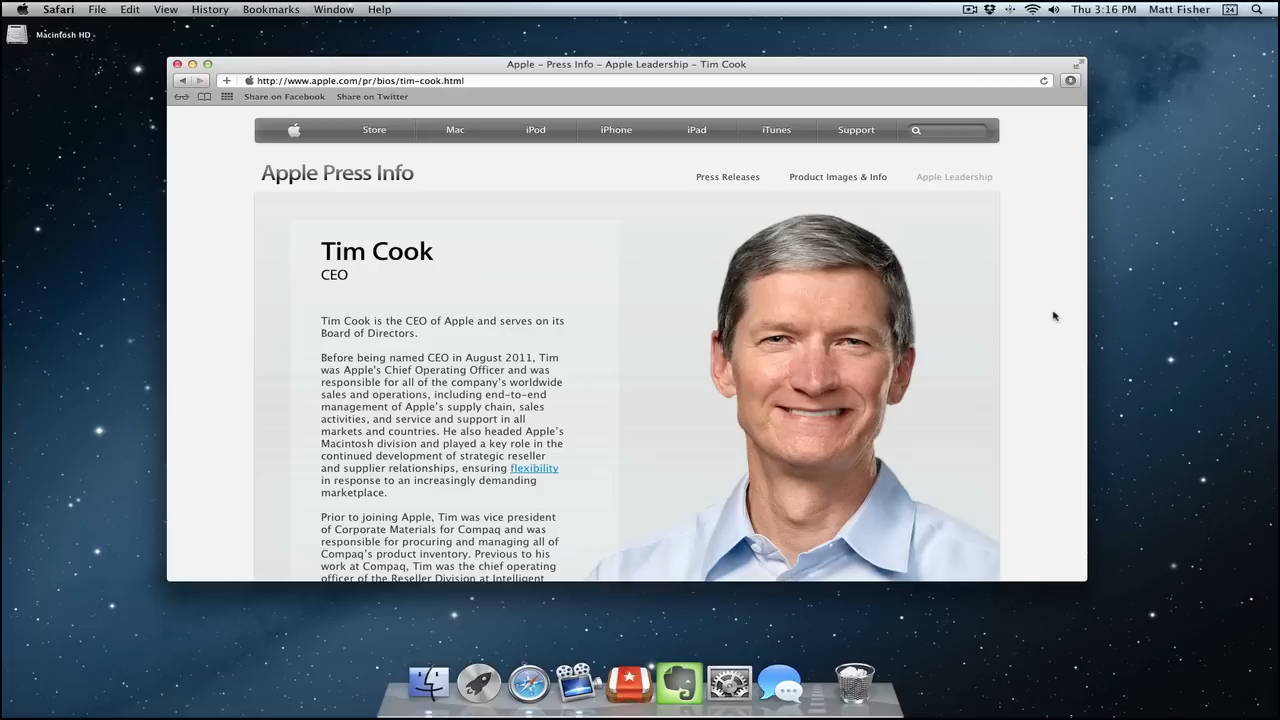 Safari File Edit View History Bookmarks Window Help Thu 3:16 PM Matt Fisher 24
Macintosh HD
Apple – Press Info – Apple Leadership – Tim Cook
http://www.apple.com/pr/bios/tim-cook.html
Share on Facebook Share on Twitter
Store Mac iPod iPhone iPad iTunes Support
Apple Press Info
Press Releases Product Images & Info Apple Leadership
Tim Cook
CEO
Tim Cook is the CEO of Apple and serves on its
Board of Directors.
Before being named CEO in August 2011, Tim
was Apple's Chief Operating Officer and was
responsible for all of the company's worldwide
sales and operations, including end-to-end
management of Apple's supply chain, sales
activities, and service and support in all
markets and countries. He also headed Apple's
Macintosh division and played a key role in the
continued development of strategic reseller
and supplier relationships, ensuring flexibility
in response to an increasingly demanding
marketplace.
Prior to joining Apple, Tim was vice president
of Corporate Materials for Compaq and was
responsible for procuring and managing all of
Compaq's product inventory. Previous to his
work at Compaq, Tim was the chief operating
officer of the Reseller Division at Intelligent